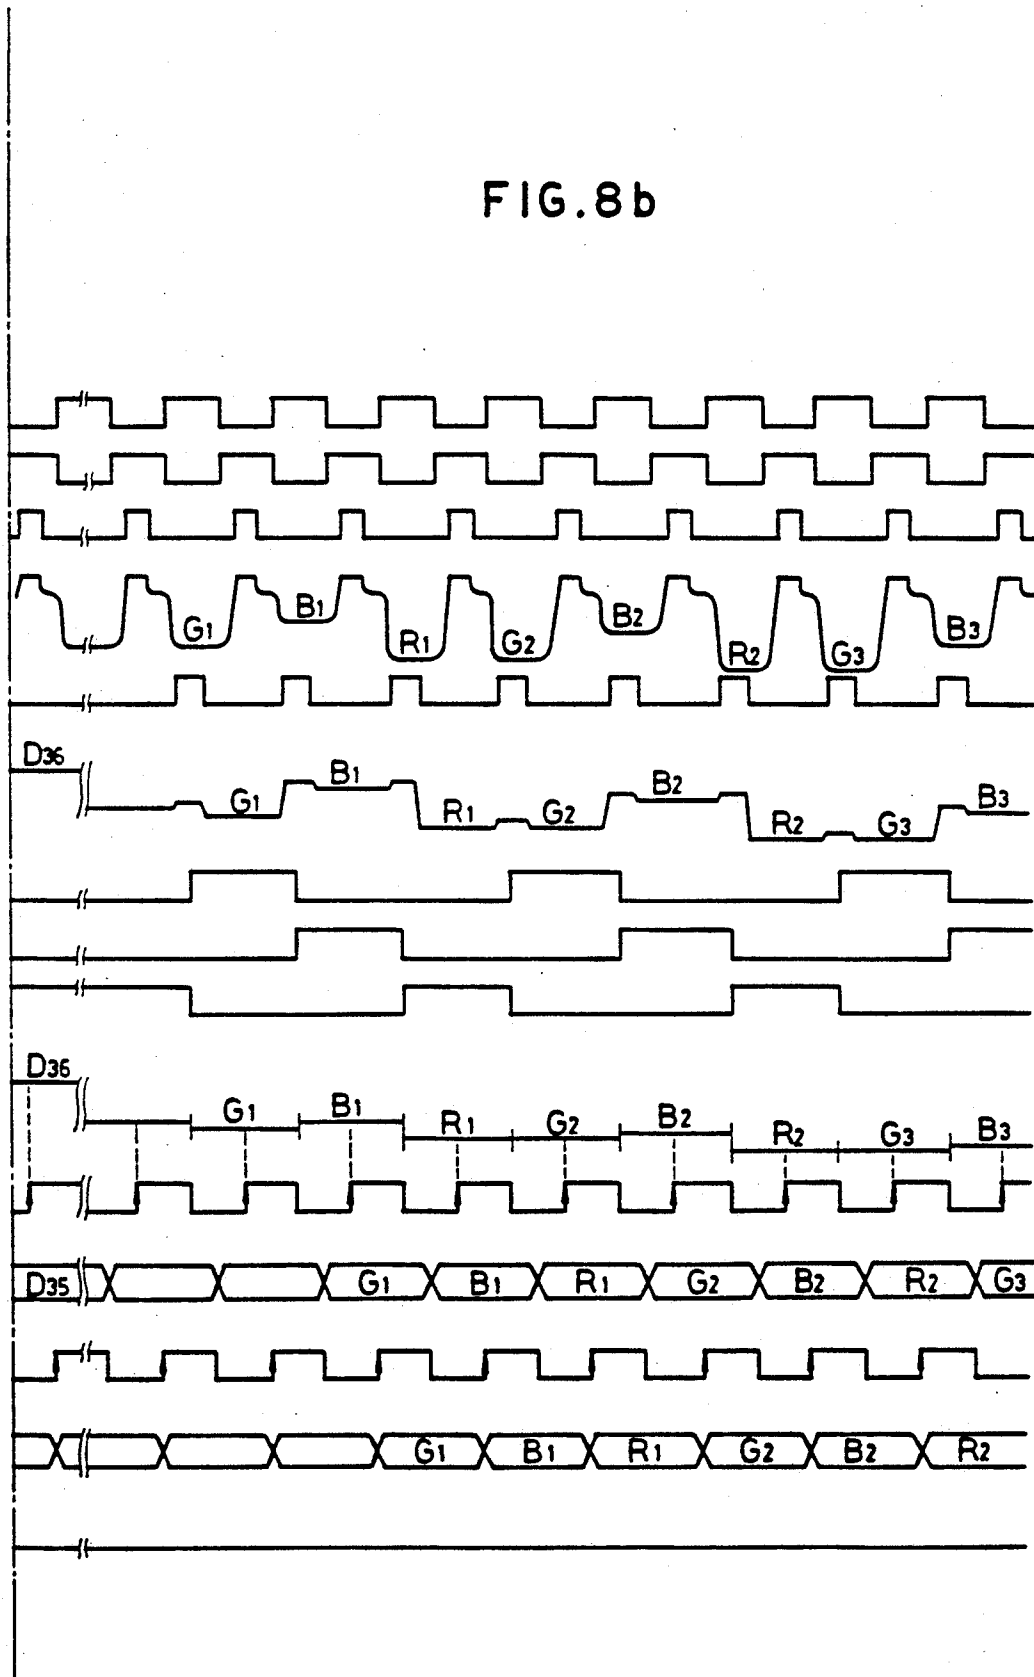 FIG.8b
G1 B1 R1 G2 B2 R2 G3 B3
D36 G1 B1 R1 G2 B2 R2 G3 B3
D36 G1 B1 R1 G2 B2 R2 G3 B3
D35 G1 B1 R1 G2 B2 R2 G3
G1 B1 R1 G2 B2 R2